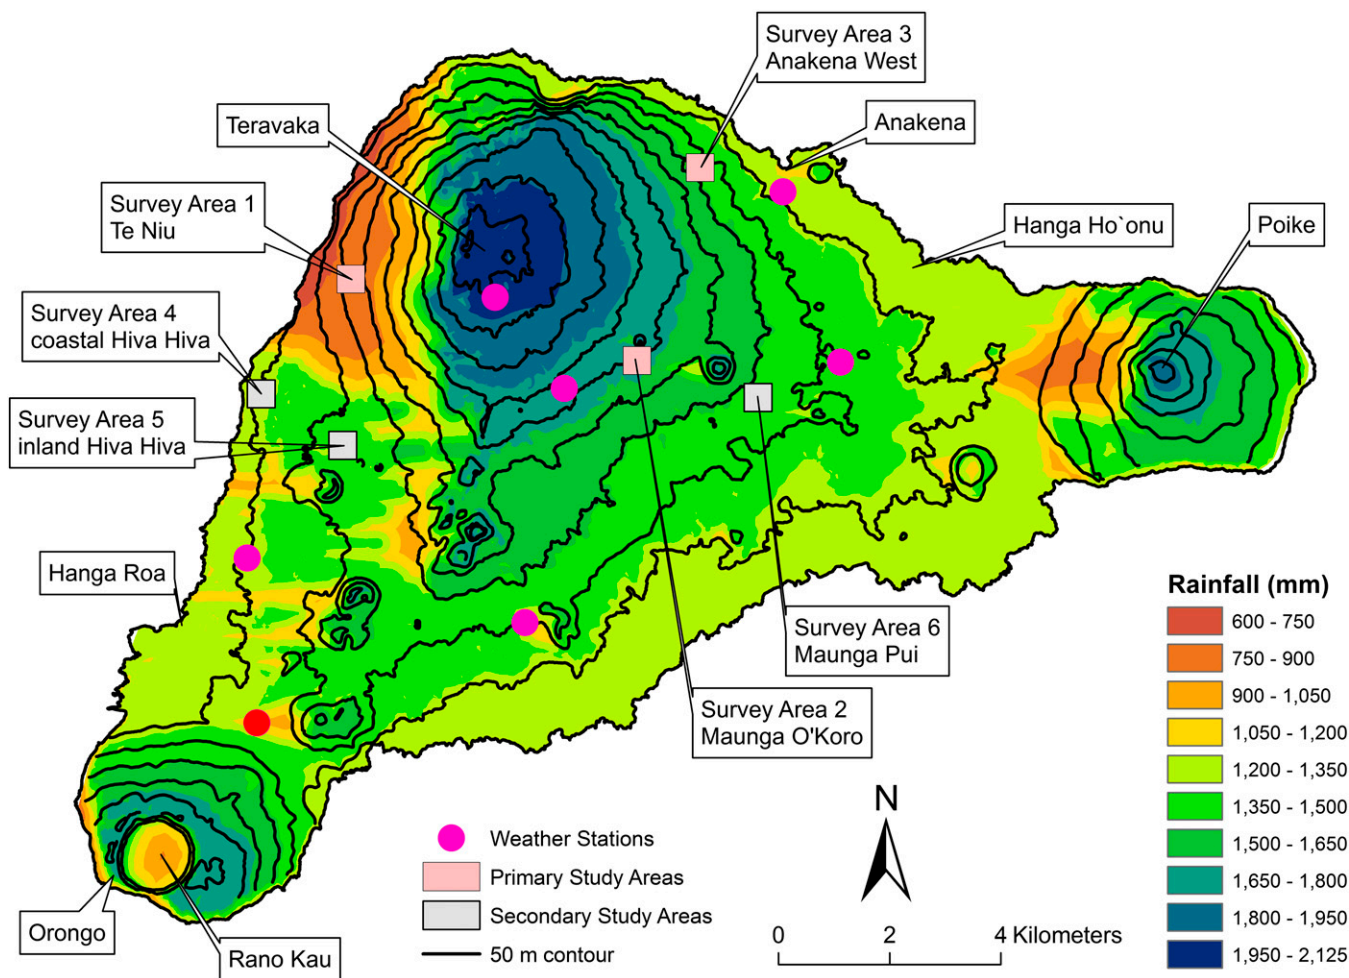 Survey Area 3
Anakena West
Teravaka
Anakena
Survey Area 1
Te Niu
Hanga Ho`onu
Poike
Survey Area 4
coastal Hiva Hiva
Survey Area 5
inland Hiva Hiva
Hanga Roa
Survey Area 6
Maunga Pui
Survey Area 2
Maunga O'Koro
Orongo
Rano Kau
Weather Stations
Primary Study Areas
Secondary Study Areas
50 m contour
N
0 2 4 Kilometers
Rainfall (mm)
600 - 750
750 - 900
900 - 1,050
1,050 - 1,200
1,200 - 1,350
1,350 - 1,500
1,500 - 1,650
1,650 - 1,800
1,800 - 1,950
1,950 - 2,125